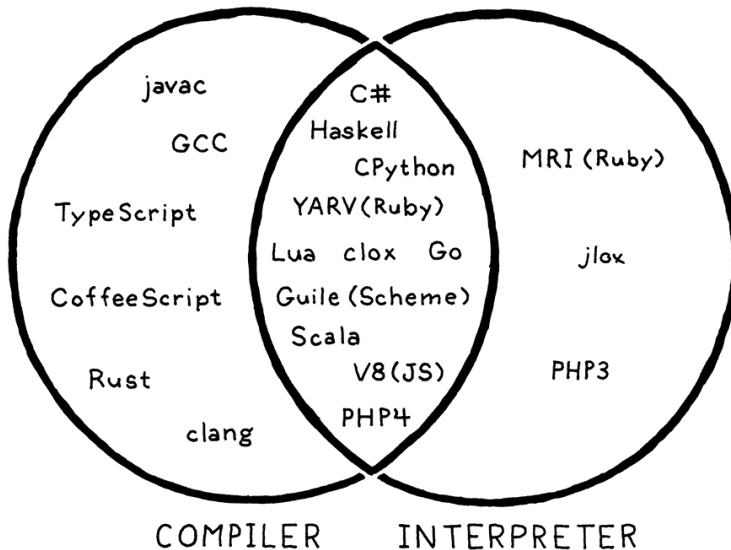 javac
GCC
TypeScript
CoffeeScript
Rust
clang
C#
Haskell
CPython
YARV (Ruby)
Lua clox Go
Guile (Scheme)
Scala
V8 (JS)
PHP4
MRI (Ruby)
jlox
PHP3
COMPILER INTERPRETER